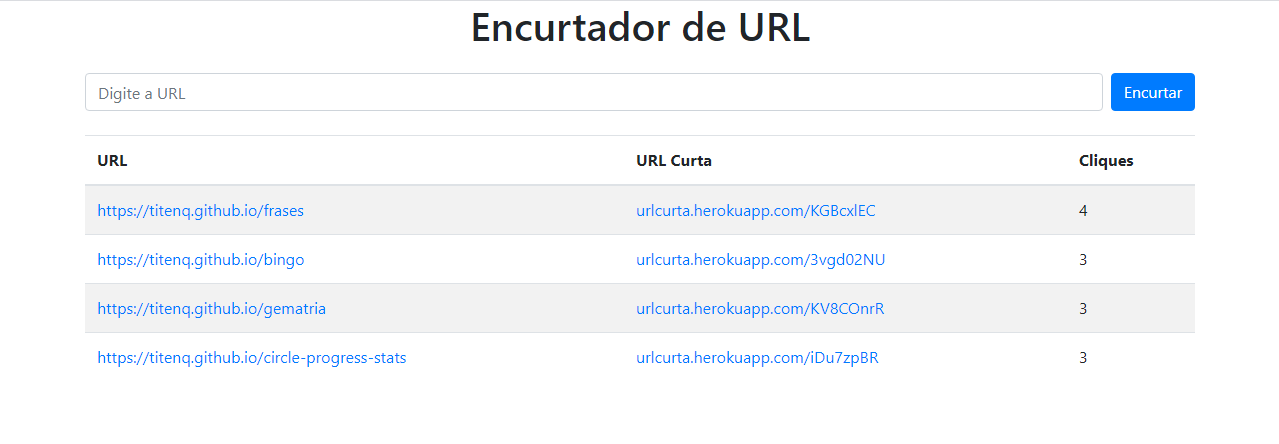 Encurtador de URL
Digite a URL Encurtar
URL URL Curta Cliques
https://titenq.github.io/frases urlcurta.herokuapp.com/KGBcxlEC 4
https://titenq.github.io/bingo urlcurta.herokuapp.com/3vgd02NU 3
https://titenq.github.io/gematria urlcurta.herokuapp.com/KV8COnrR 3
https://titenq.github.io/circle-progress-stats urlcurta.herokuapp.com/iDu7zpBR 3